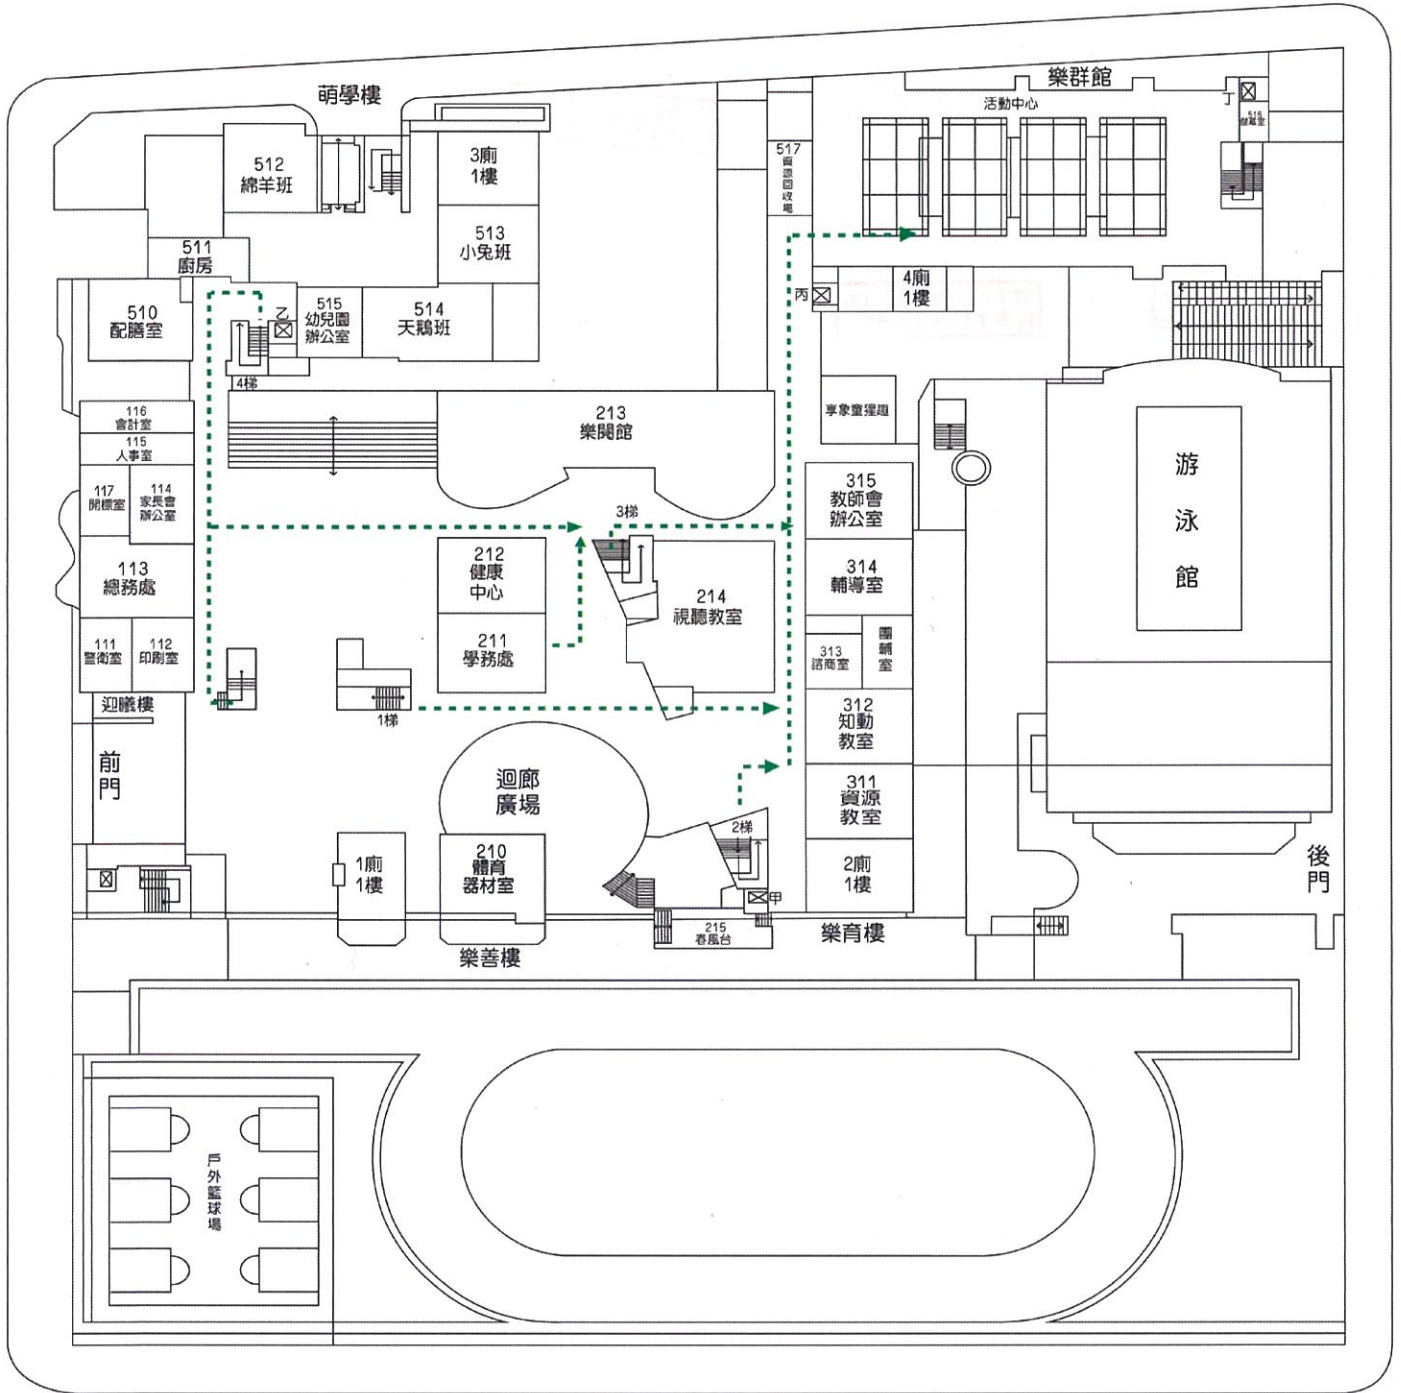 萌學樓
樂群館
活動中心
丁
516
儲藏室
512
綿羊班
3廁
1樓
517
資源回收場
513
小兔班
511
廚房
4廁
1樓
丙
510
配膳室
乙
515
幼兒園
辦公室
514
天鵝班
4梯
享象童獾趣
116
會計室
115
人事室
213
樂閱館
117
開標室
114
家長會
辦公室
315
教師會
辦公室
游泳館
3梯
113
總務處
212
健康
中心
214
視聽教室
314
輔導室
111
警衛室
112
印刷室
211
學務處
313
諮商室
團輔室
迎曦樓
1梯
312
知動
教室
前門
迴廊
廣場
311
資源
教室
2梯
1廁
1樓
210
體育
器材室
2廁
1樓
後門
甲
215
春風台
樂育樓
樂善樓
戶外籃球場